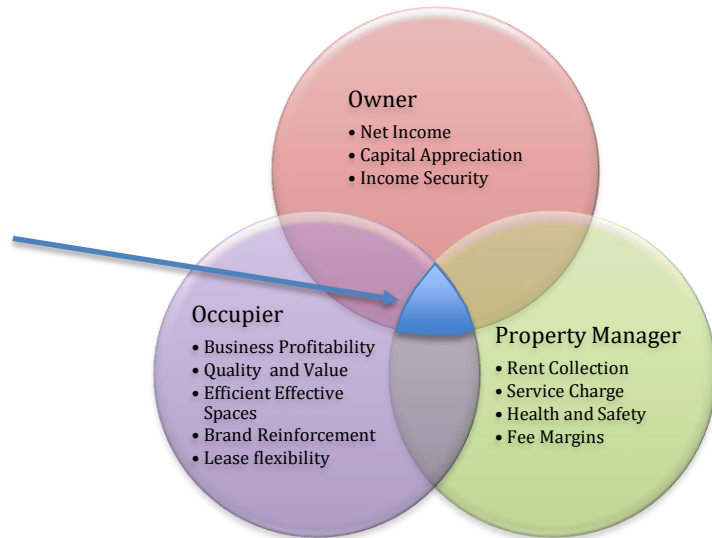 Owner
• Net Income
• Capital Appreciation
• Income Security
Occupier
• Business Profitability
• Quality and Value
• Efficient Effective
Spaces
• Brand Reinforcement
• Lease flexibility
Property Manager
• Rent Collection
• Service Charge
• Health and Safety
• Fee Margins